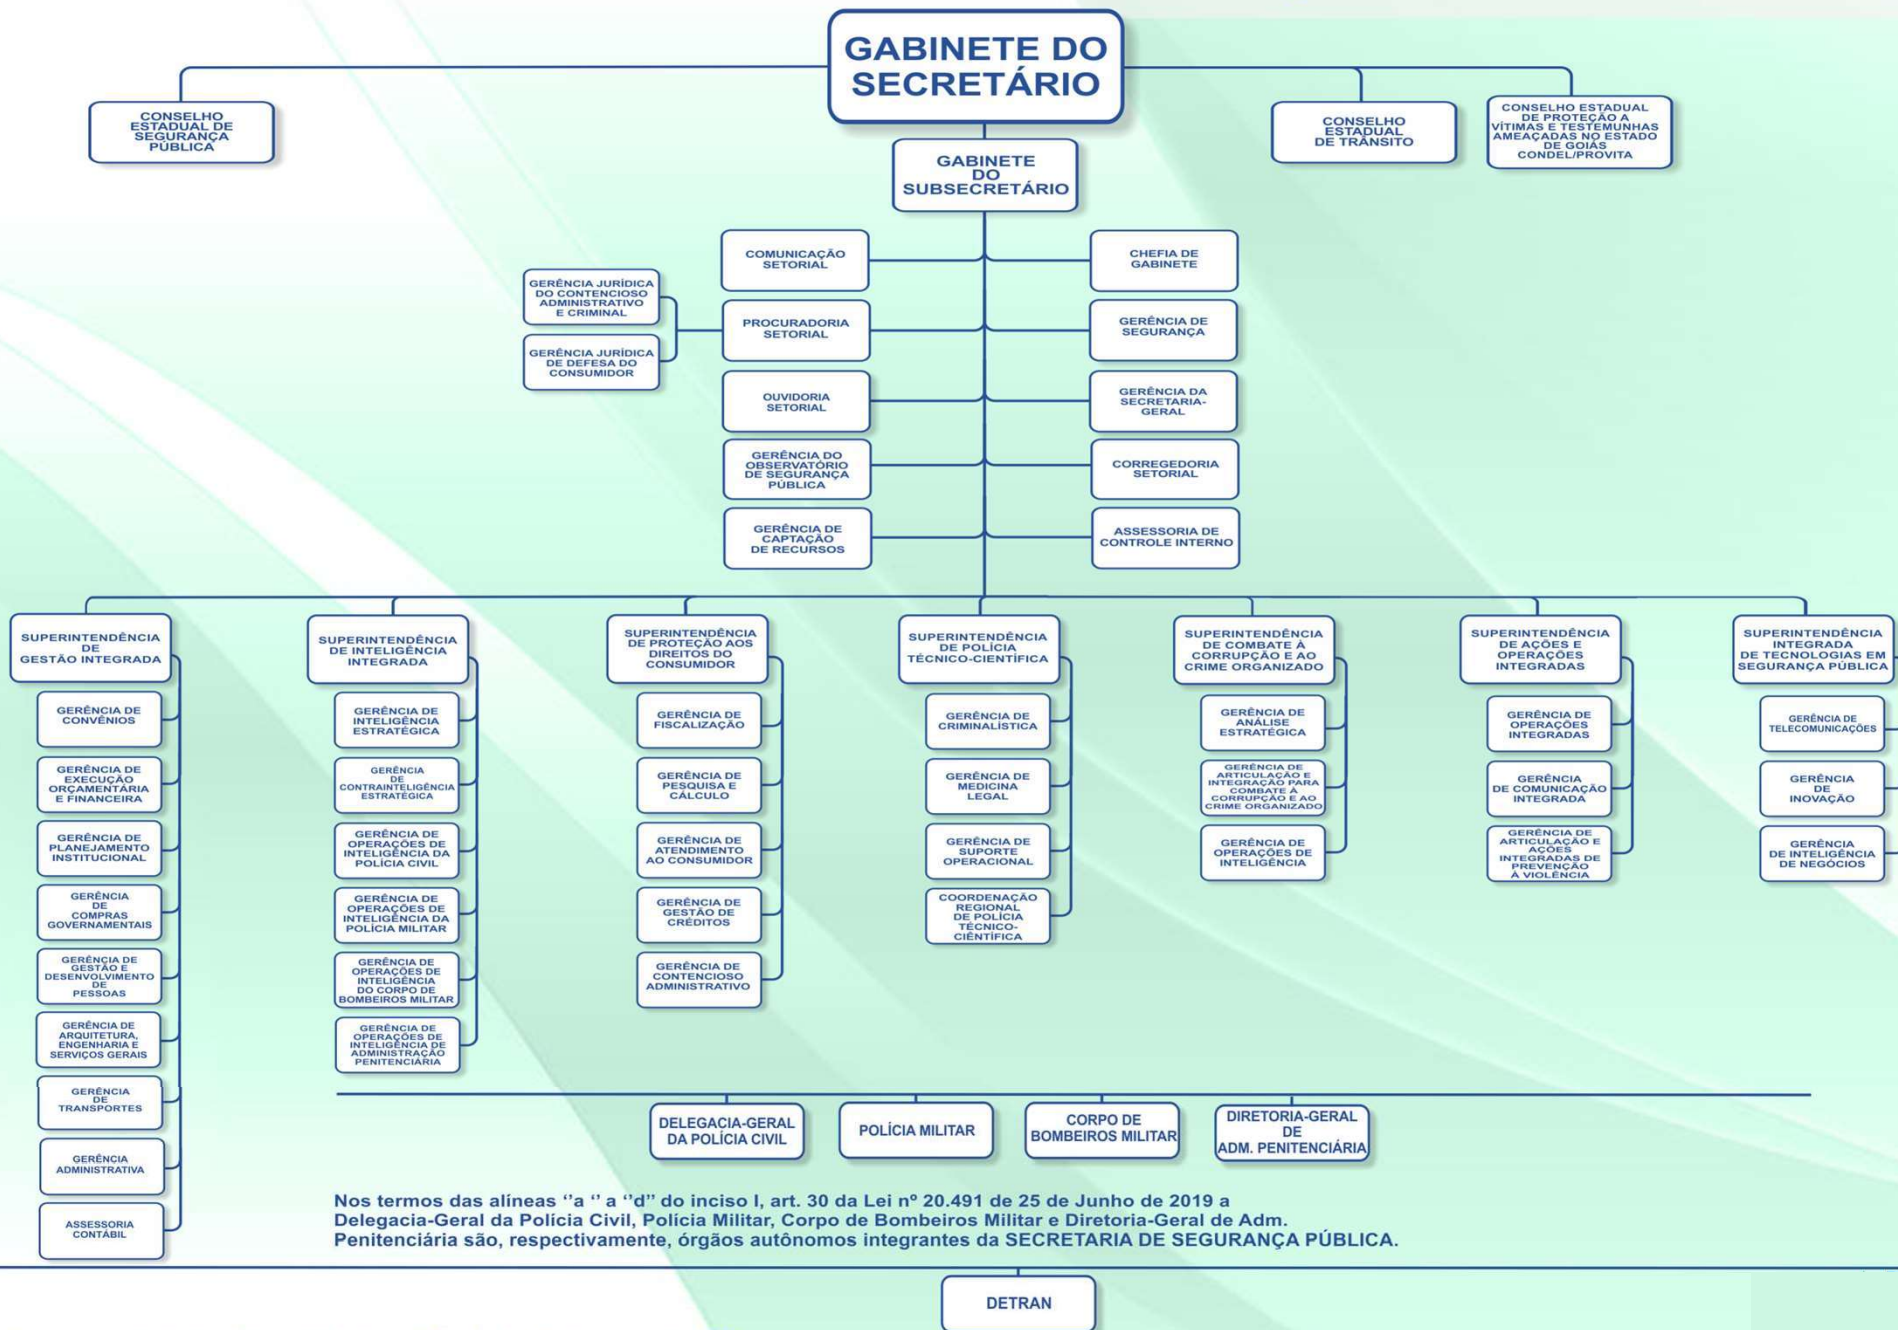 GABINETE DO
SECRETÁRIO
CONSELHO
ESTADUAL DE
SEGURANÇA
PÚBLICA
CONSELHO
ESTADUAL
DE TRÂNSITO
CONSELHO ESTADUAL
DE PROTEÇÃO A
VÍTIMAS E TESTEMUNHAS
AMEAÇADAS NO ESTADO
DE GOIÁS
CONDEL/PROVITA
GABINETE
DO
SUBSECRETÁRIO
COMUNICAÇÃO
SETORIAL
CHEFIA DE
GABINETE
GERÊNCIA JURÍDICA
DO CONTENCIOSO
ADMINISTRATIVO
E CRIMINAL
GERÊNCIA JURÍDICA
DE DEFESA DO
CONSUMIDOR
PROCURADORIA
SETORIAL
GERÊNCIA DE
SEGURANÇA
OUVIDORIA
SETORIAL
GERÊNCIA DA
SECRETARIA-
GERAL
GERÊNCIA DO
OBSERVATÓRIO
DE SEGURANÇA
PÚBLICA
CORREGEDORIA
SETORIAL
GERÊNCIA DE
CAPTAÇÃO
DE RECURSOS
ASSESSORIA DE
CONTROLE INTERNO
SUPERINTENDÊNCIA
DE
GESTÃO INTEGRADA
GERÊNCIA DE
CONVÊNIOS
GERÊNCIA DE
EXECUÇÃO
ORÇAMENTÁRIA
E FINANCEIRA
GERÊNCIA DE
PLANEJAMENTO
INSTITUCIONAL
GERÊNCIA
DE
COMPRAS
GOVERNAMENTAIS
GERÊNCIA DE
GESTÃO E
DESENVOLVIMENTO
DE
PESSOAS
GERÊNCIA DE
ARQUITETURA,
ENGENHARIA E
SERVIÇOS GERAIS
GERÊNCIA
DE
TRANSPORTES
GERÊNCIA
ADMINISTRATIVA
ASSESSORIA
CONTÁBIL
SUPERINTENDÊNCIA
DE INTELIGÊNCIA
INTEGRADA
GERÊNCIA DE
INTELIGÊNCIA
ESTRATÉGICA
GERÊNCIA
DE
CONTRAINTELIGÊNCIA
ESTRATÉGICA
GERÊNCIA DE
OPERAÇÕES DE
INTELIGÊNCIA DA
POLÍCIA CIVIL
GERÊNCIA DE
OPERAÇÕES DE
INTELIGÊNCIA DA
POLÍCIA MILITAR
GERÊNCIA DE
OPERAÇÕES DE
INTELIGÊNCIA
DO CORPO DE
BOMBEIROS MILITAR
GERÊNCIA DE
OPERAÇÕES DE
INTELIGÊNCIA DE
ADMINISTRAÇÃO
PENITENCIÁRIA
SUPERINTENDÊNCIA
DE PROTEÇÃO AOS
DIREITOS DO
CONSUMIDOR
GERÊNCIA DE
FISCALIZAÇÃO
GERÊNCIA DE
PESQUISA E
CÁLCULO
GERÊNCIA DE
ATENDIMENTO
AO CONSUMIDOR
GERÊNCIA DE
GESTÃO DE
CRÉDITOS
GERÊNCIA DE
CONTENCIOSO
ADMINISTRATIVO
SUPERINTENDÊNCIA
DE POLÍCIA
TÉCNICO-CIENTÍFICA
GERÊNCIA DE
CRIMINALÍSTICA
GERÊNCIA DE
MEDICINA
LEGAL
GERÊNCIA DE
SUPORTE
OPERACIONAL
COORDENAÇÃO
REGIONAL
DE POLÍCIA
TÉCNICO-
CIÊNTÍFICA
SUPERINTENDÊNCIA
DE COMBATE À
CORRUPÇÃO E AO
CRIME ORGANIZADO
GERÊNCIA DE
ANÁLISE
ESTRATÉGICA
GERÊNCIA DE
ARTICULAÇÃO E
INTEGRAÇÃO PARA
COMBATE À
CORRUPÇÃO E AO
CRIME ORGANIZADO
GERÊNCIA DE
OPERAÇÕES DE
INTELIGÊNCIA
SUPERINTENDÊNCIA
DE AÇÕES E
OPERAÇÕES
INTEGRADAS
GERÊNCIA DE
OPERAÇÕES
INTEGRADAS
GERÊNCIA
DE COMUNICAÇÃO
INTEGRADA
GERÊNCIA DE
ARTICULAÇÃO E
AÇÕES
INTEGRADAS DE
PREVENÇÃO
À VIOLÊNCIA
SUPERINTENDÊNCIA
INTEGRADA
DE TECNOLOGIAS EM
SEGURANÇA PÚBLICA
GERÊNCIA DE
TELECOMUNICAÇÕES
GERÊNCIA
DE
INOVAÇÃO
GERÊNCIA
DE INTELIGÊNCIA
DE NEGÓCIOS
DELEGACIA-GERAL
DA POLÍCIA CIVIL
POLÍCIA MILITAR
CORPO DE
BOMBEIROS MILITAR
DIRETORIA-GERAL
DE
ADM. PENITENCIÁRIA
Nos termos das alíneas ‘’a ‘’ a ‘’d’’ do inciso I, art. 30 da Lei nº 20.491 de 25 de Junho de 2019 a
Delegacia-Geral da Polícia Civil, Polícia Militar, Corpo de Bombeiros Militar e Diretoria-Geral de Adm.
Penitenciária são, respectivamente, órgãos autônomos integrantes da SECRETARIA DE SEGURANÇA PÚBLICA.
DETRAN